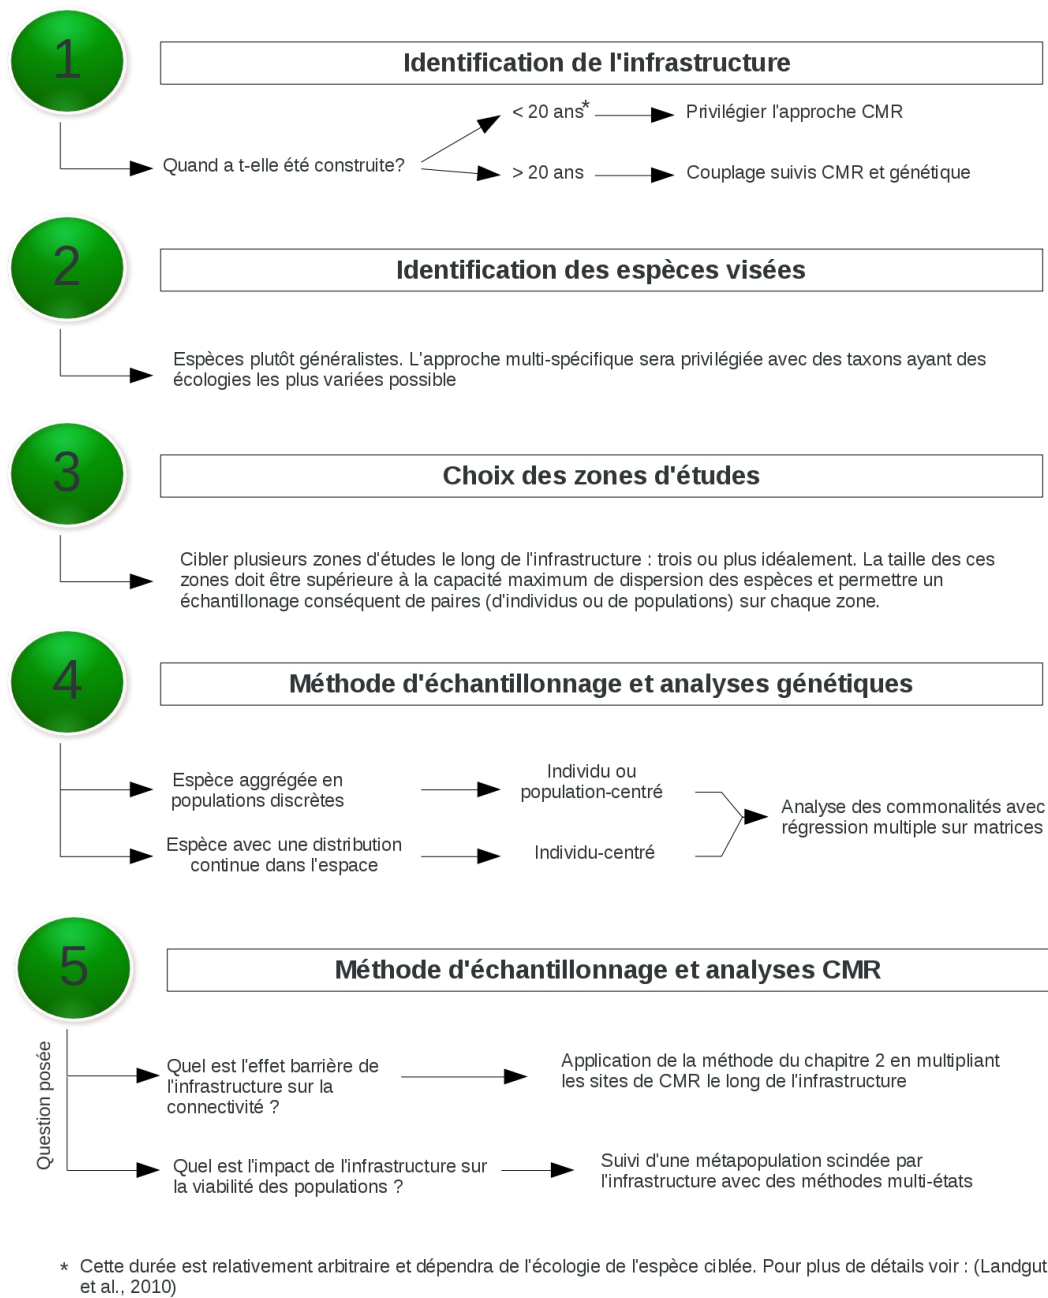 1
Identification de l'infrastructure
Quand a t-elle été construite?
< 20 ans*
Privilégier l'approche CMR
> 20 ans
Couplage suivis CMR et génétique
2
Identification des espèces visées
Espèces plutôt généralistes. L'approche multi-spécifique sera privilégiée avec des taxons ayant des
écologies les plus variées possible
3
Choix des zones d'études
Cibler plusieurs zones d'études le long de l'infrastructure : trois ou plus idéalement. La taille des ces
zones doit être supérieure à la capacité maximum de dispersion des espèces et permettre un
échantillonage conséquent de paires (d'individus ou de populations) sur chaque zone.
4
Méthode d'échantillonnage et analyses génétiques
Espèce aggrégée en
populations discrètes
Individu ou
population-centré
Espèce avec une distribution
continue dans l'espace
Individu-centré
Analyse des commonalités avec
régression multiple sur matrices
5
Méthode d'échantillonnage et analyses CMR
Question posée
Quel est l'effet barrière de
l'infrastructure sur la
connectivité ?
Application de la méthode du chapitre 2 en multipliant
les sites de CMR le long de l'infrastructure
Quel est l'impact de l'infrastructure sur
la viabilité des populations ?
Suivi d'une métapopulation scindée par
l'infrastructure avec des méthodes multi-états
* Cette durée est relativement arbitraire et dépendra de l'écologie de l'espèce ciblée. Pour plus de détails voir : (Landgut
et al., 2010)